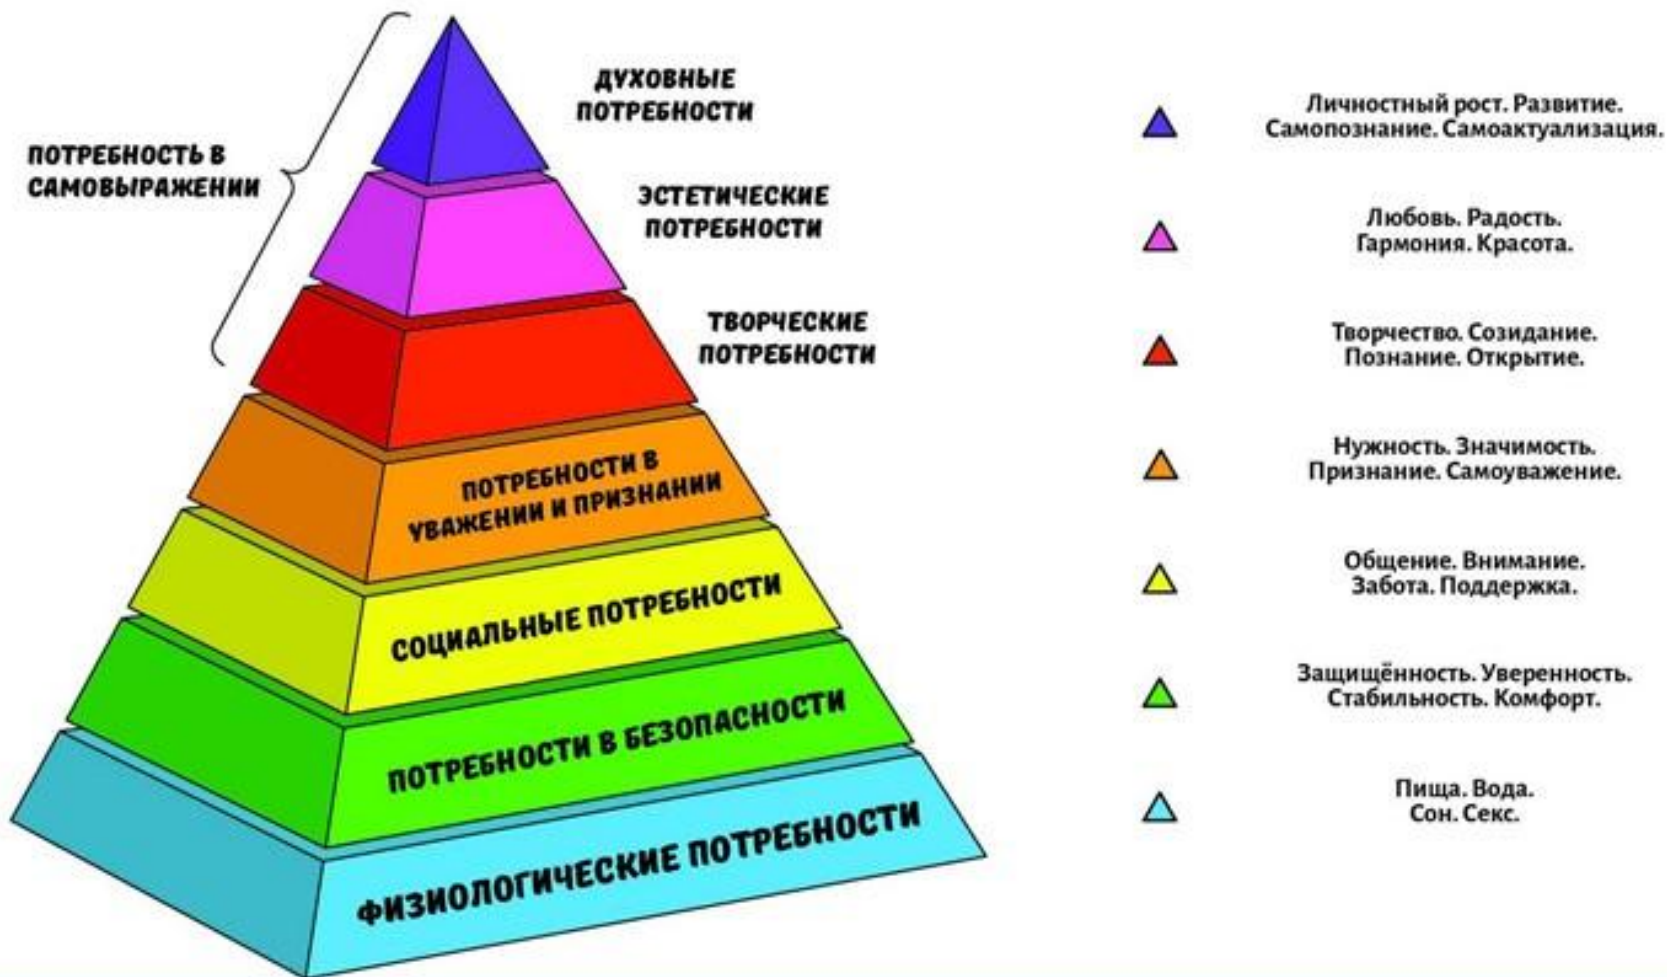 ДУХОВНЫЕ
ПОТРЕБНОСТИ
ПОТРЕБНОСТЬ В
САМОВЫРАЖЕНИИ
ЭСТЕТИЧЕСКИЕ
ПОТРЕБНОСТИ
ТВОРЧЕСКИЕ
ПОТРЕБНОСТИ
ПОТРЕБНОСТИ В
УВАЖЕНИИ И ПРИЗНАНИИ
СОЦИАЛЬНЫЕ ПОТРЕБНОСТИ
ПОТРЕБНОСТИ В БЕЗОПАСНОСТИ
ФИЗИОЛОГИЧЕСКИЕ ПОТРЕБНОСТИ
Личностный рост. Развитие.
Самопознание. Самоактуализация.
Любовь. Радость.
Гармония. Красота.
Творчество. Созидание.
Познание. Открытие.
Нужность. Значимость.
Признание. Самоуважение.
Общение. Внимание.
Забота. Поддержка.
Защищённость. Уверенность.
Стабильность. Комфорт.
Пища. Вода.
Сон. Секс.